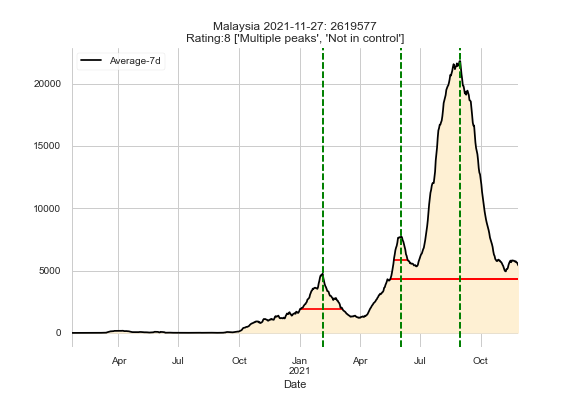 Malaysia 2021-11-27: 2619577
Rating:8 ['Multiple peaks', 'Not in control']
Average-7d
20000
15000
10000
5000
0
Apr
Jul
Oct
Jan
2021
Apr
Jul
Oct
Date